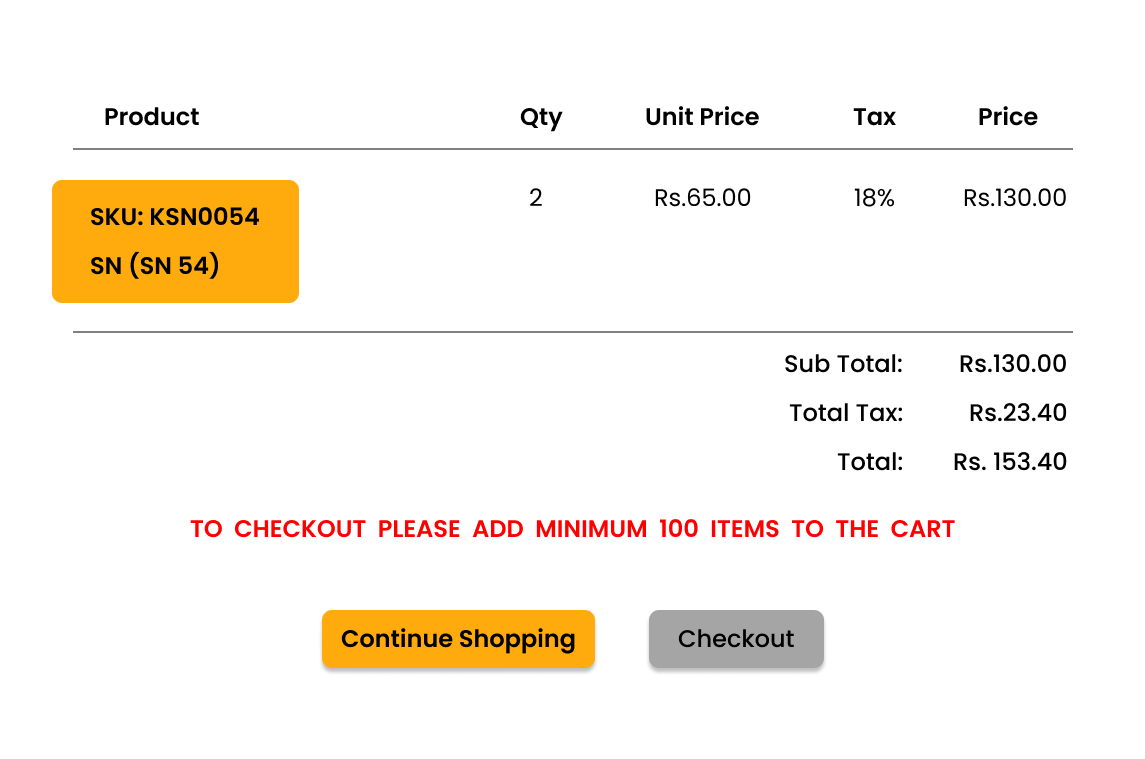 Product Qty Unit Price Tax Price
SKU: KSN0054 2 Rs.65.00 18% Rs.130.00
SN (SN 54)
Sub Total: Rs.130.00
Total Tax: Rs.23.40
Total: Rs. 153.40
TO CHECKOUT PLEASE ADD MINIMUM 100 ITEMS TO THE CART
Continue Shopping Checkout